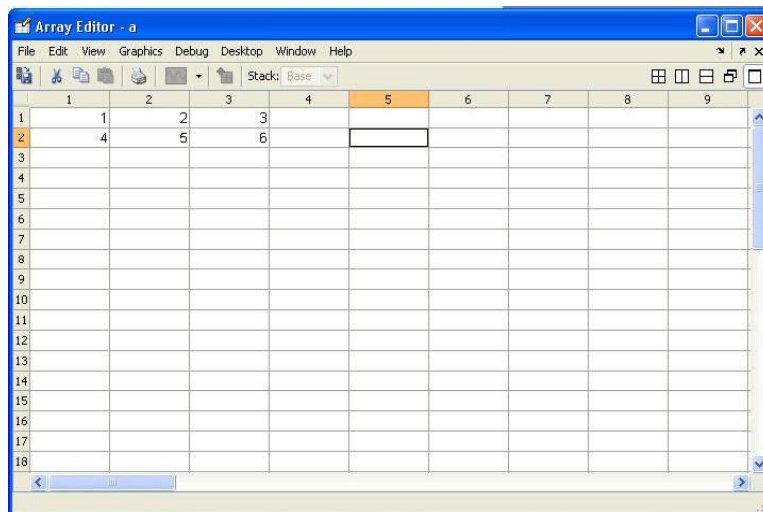 Array Editor - a
File Edit View Graphics Debug Desktop Window Help
Stack: Base
1 2 3 4 5 6 7 8 9
1 1 2 3
2 4 5 6
3
4
5
6
7
8
9
10
11
12
13
14
15
16
17
18